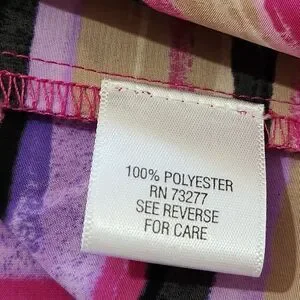 100% POLYESTER
RN 73277
SEE REVERSE
FOR CARE